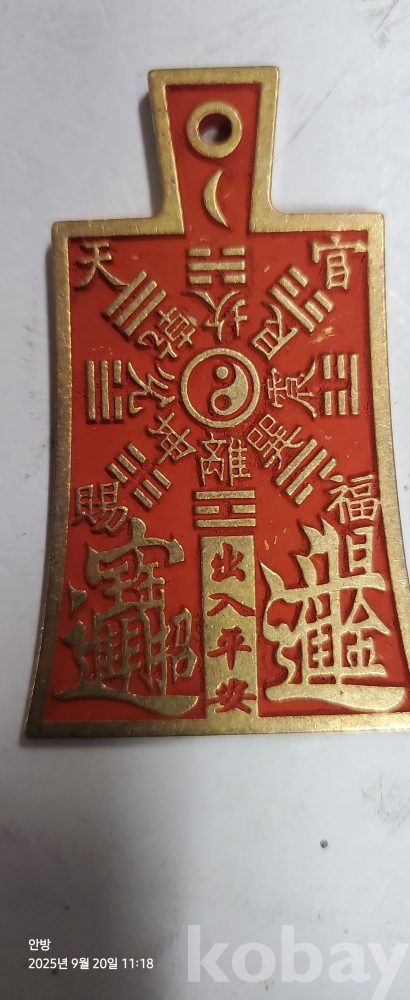 天 官
坎
乾 艮
兌 震
坤 巽
離
賜 福
招財進寶
出入平安
日進斗金
안방
2025년 9월 20일 11:18
kobay